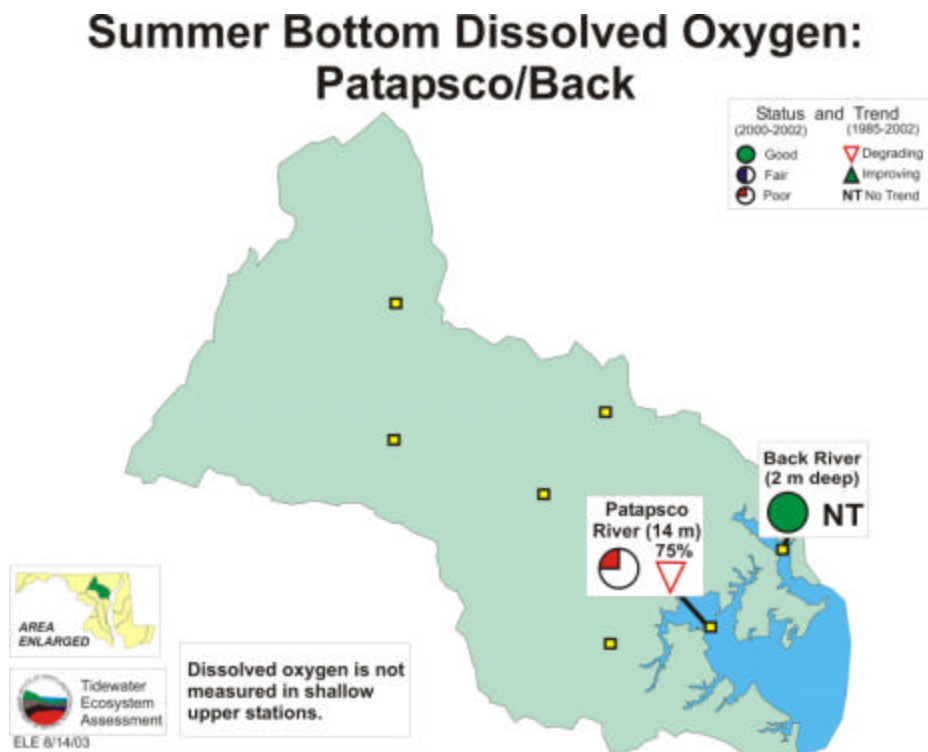 Summer Bottom Dissolved Oxygen:
Patapsco/Back
Status and Trend
(2000-2002) (1985-2002)
Good Degrading
Fair Improving
Poor NT No Trend
Back River
(2 m deep)
NT
Patapsco
River (14 m)
75%
AREA
ENLARGED
Dissolved oxygen is not
measured in shallow
upper stations.
Tidewater
Ecosystem
Assessment
ELE 8/14/03